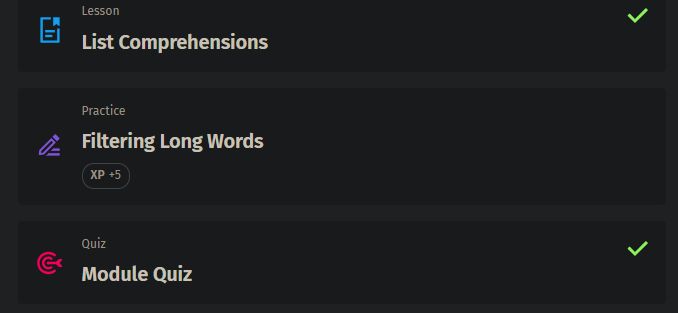 Lesson
List Comprehensions
Practice
Filtering Long Words
XP +5
Quiz
Module Quiz